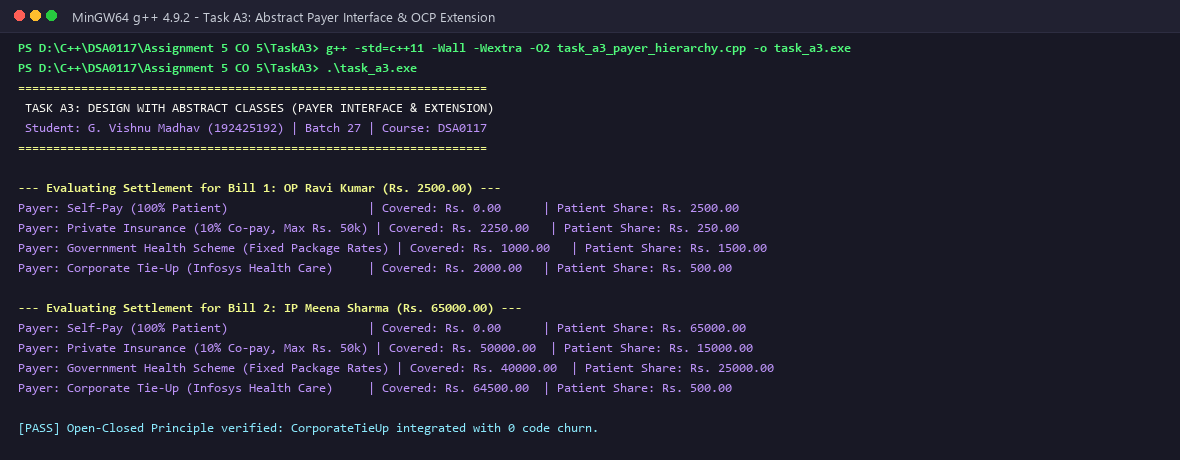 MinGW64 g++ 4.9.2 - Task A3: Abstract Payer Interface & OCP Extension
PS D:\C++\DSA0117\Assignment 5 CO 5\TaskA3> g++ -std=c++11 -Wall -Wextra -O2 task_a3_payer_hierarchy.cpp -o task_a3.exe
PS D:\C++\DSA0117\Assignment 5 CO 5\TaskA3> .\task_a3.exe
===================================================================
TASK A3: DESIGN WITH ABSTRACT CLASSES (PAYER INTERFACE & EXTENSION)
Student: G. Vishnu Madhav (192425192) | Batch 27 | Course: DSA0117
===================================================================
--- Evaluating Settlement for Bill 1: OP Ravi Kumar (Rs. 2500.00) ---
Payer: Self-Pay (100% Patient)                    | Covered: Rs. 0.00      | Patient Share: Rs. 2500.00
Payer: Private Insurance (10% Co-pay, Max Rs. 50k) | Covered: Rs. 2250.00   | Patient Share: Rs. 250.00
Payer: Government Health Scheme (Fixed Package Rates) | Covered: Rs. 1000.00   | Patient Share: Rs. 1500.00
Payer: Corporate Tie-Up (Infosys Health Care)     | Covered: Rs. 2000.00   | Patient Share: Rs. 500.00
--- Evaluating Settlement for Bill 2: IP Meena Sharma (Rs. 65000.00) ---
Payer: Self-Pay (100% Patient)                    | Covered: Rs. 0.00      | Patient Share: Rs. 65000.00
Payer: Private Insurance (10% Co-pay, Max Rs. 50k) | Covered: Rs. 50000.00  | Patient Share: Rs. 15000.00
Payer: Government Health Scheme (Fixed Package Rates) | Covered: Rs. 40000.00  | Patient Share: Rs. 25000.00
Payer: Corporate Tie-Up (Infosys Health Care)     | Covered: Rs. 64500.00  | Patient Share: Rs. 500.00
[PASS] Open-Closed Principle verified: CorporateTieUp integrated with 0 code churn.